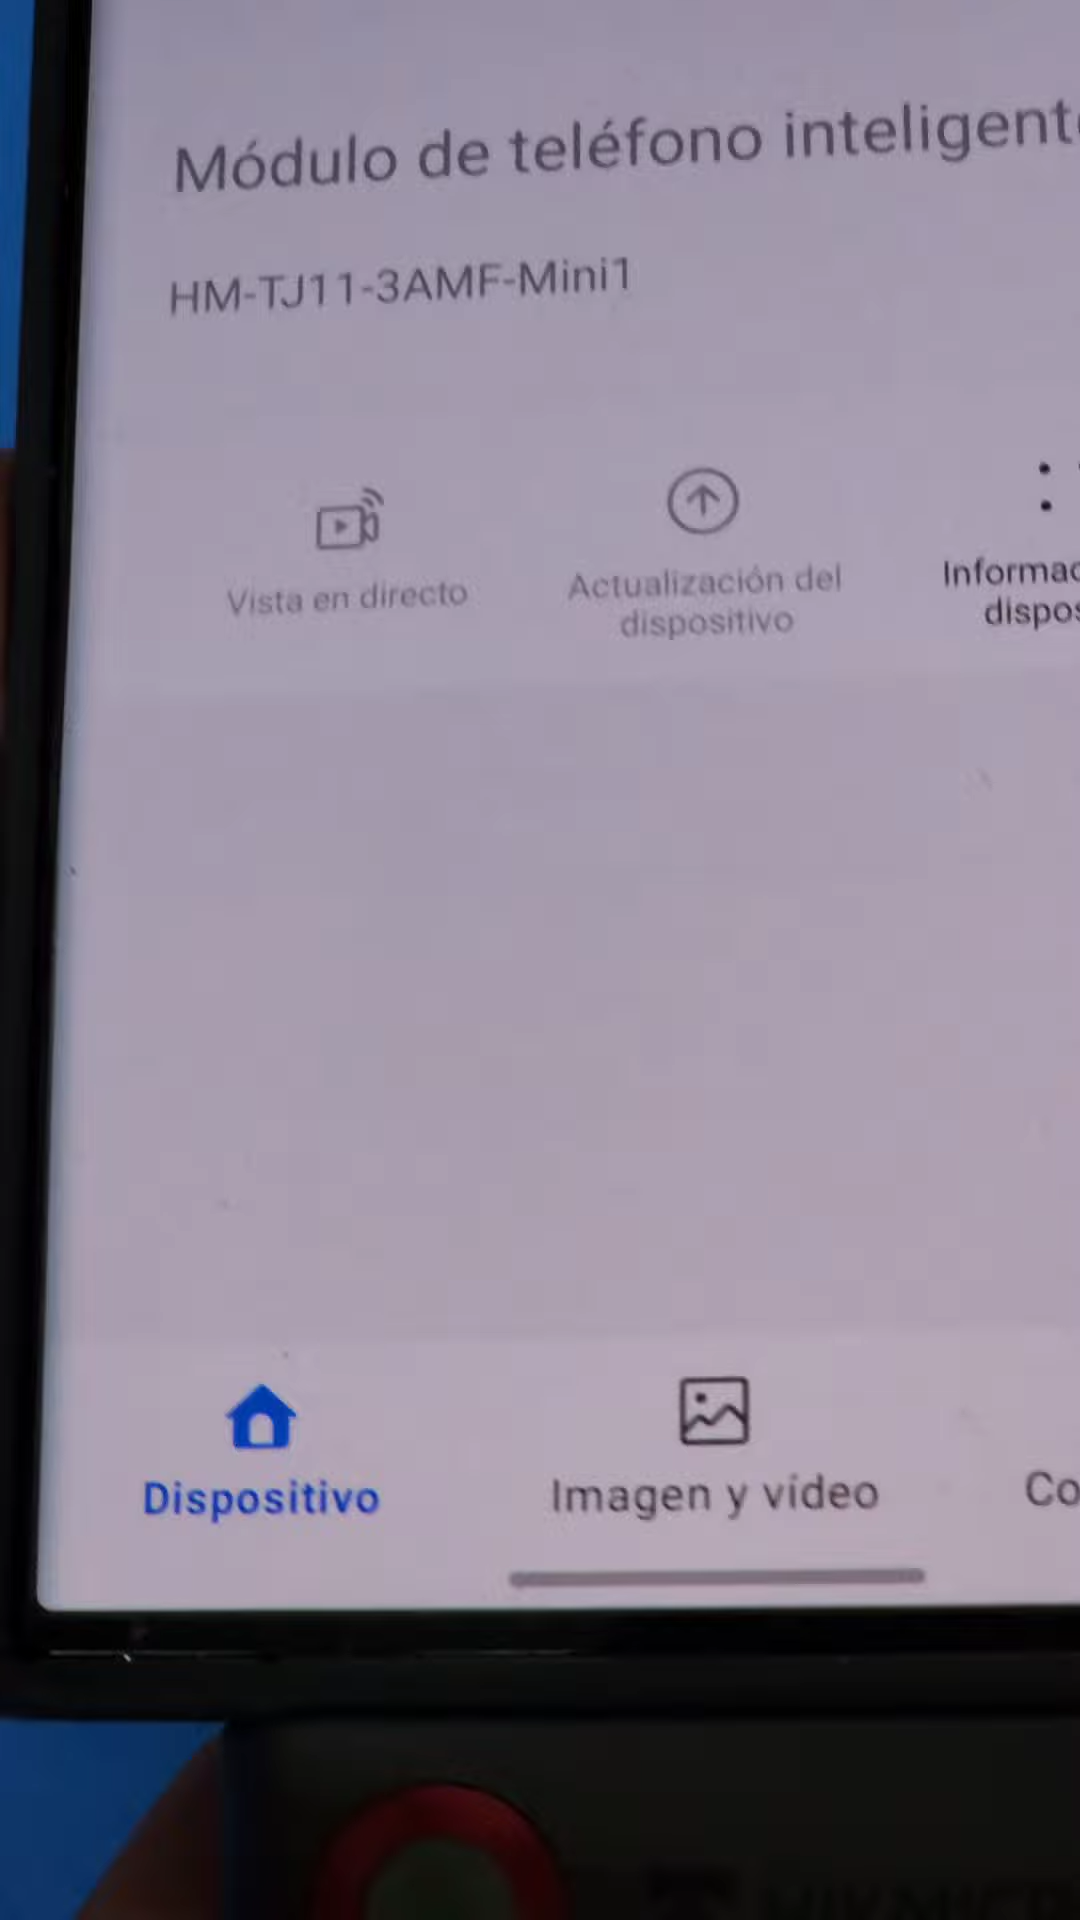 Módulo de teléfono inteligent
HM-TJ11-3AMF-Mini1
Vista en directo
Actualización del
dispositivo
Informac
dispos
Dispositivo
Imagen y vídeo
Co